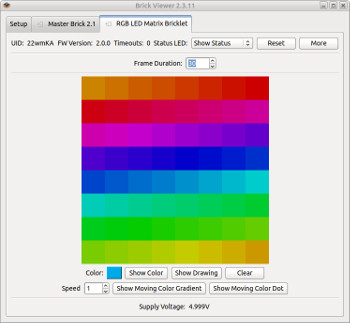 Brick Viewer 2.3.11
Setup Master Brick 2.1 RGB LED Matrix Bricklet
UID: 22wmKA FW Version: 2.0.0 Timeouts: 0 Status LED: Show Status Reset More
Frame Duration:
Color: Show Color Show Drawing Clear
Speed 1 Show Moving Color Gradient Show Moving Color Dot
Supply Voltage: 4.999V